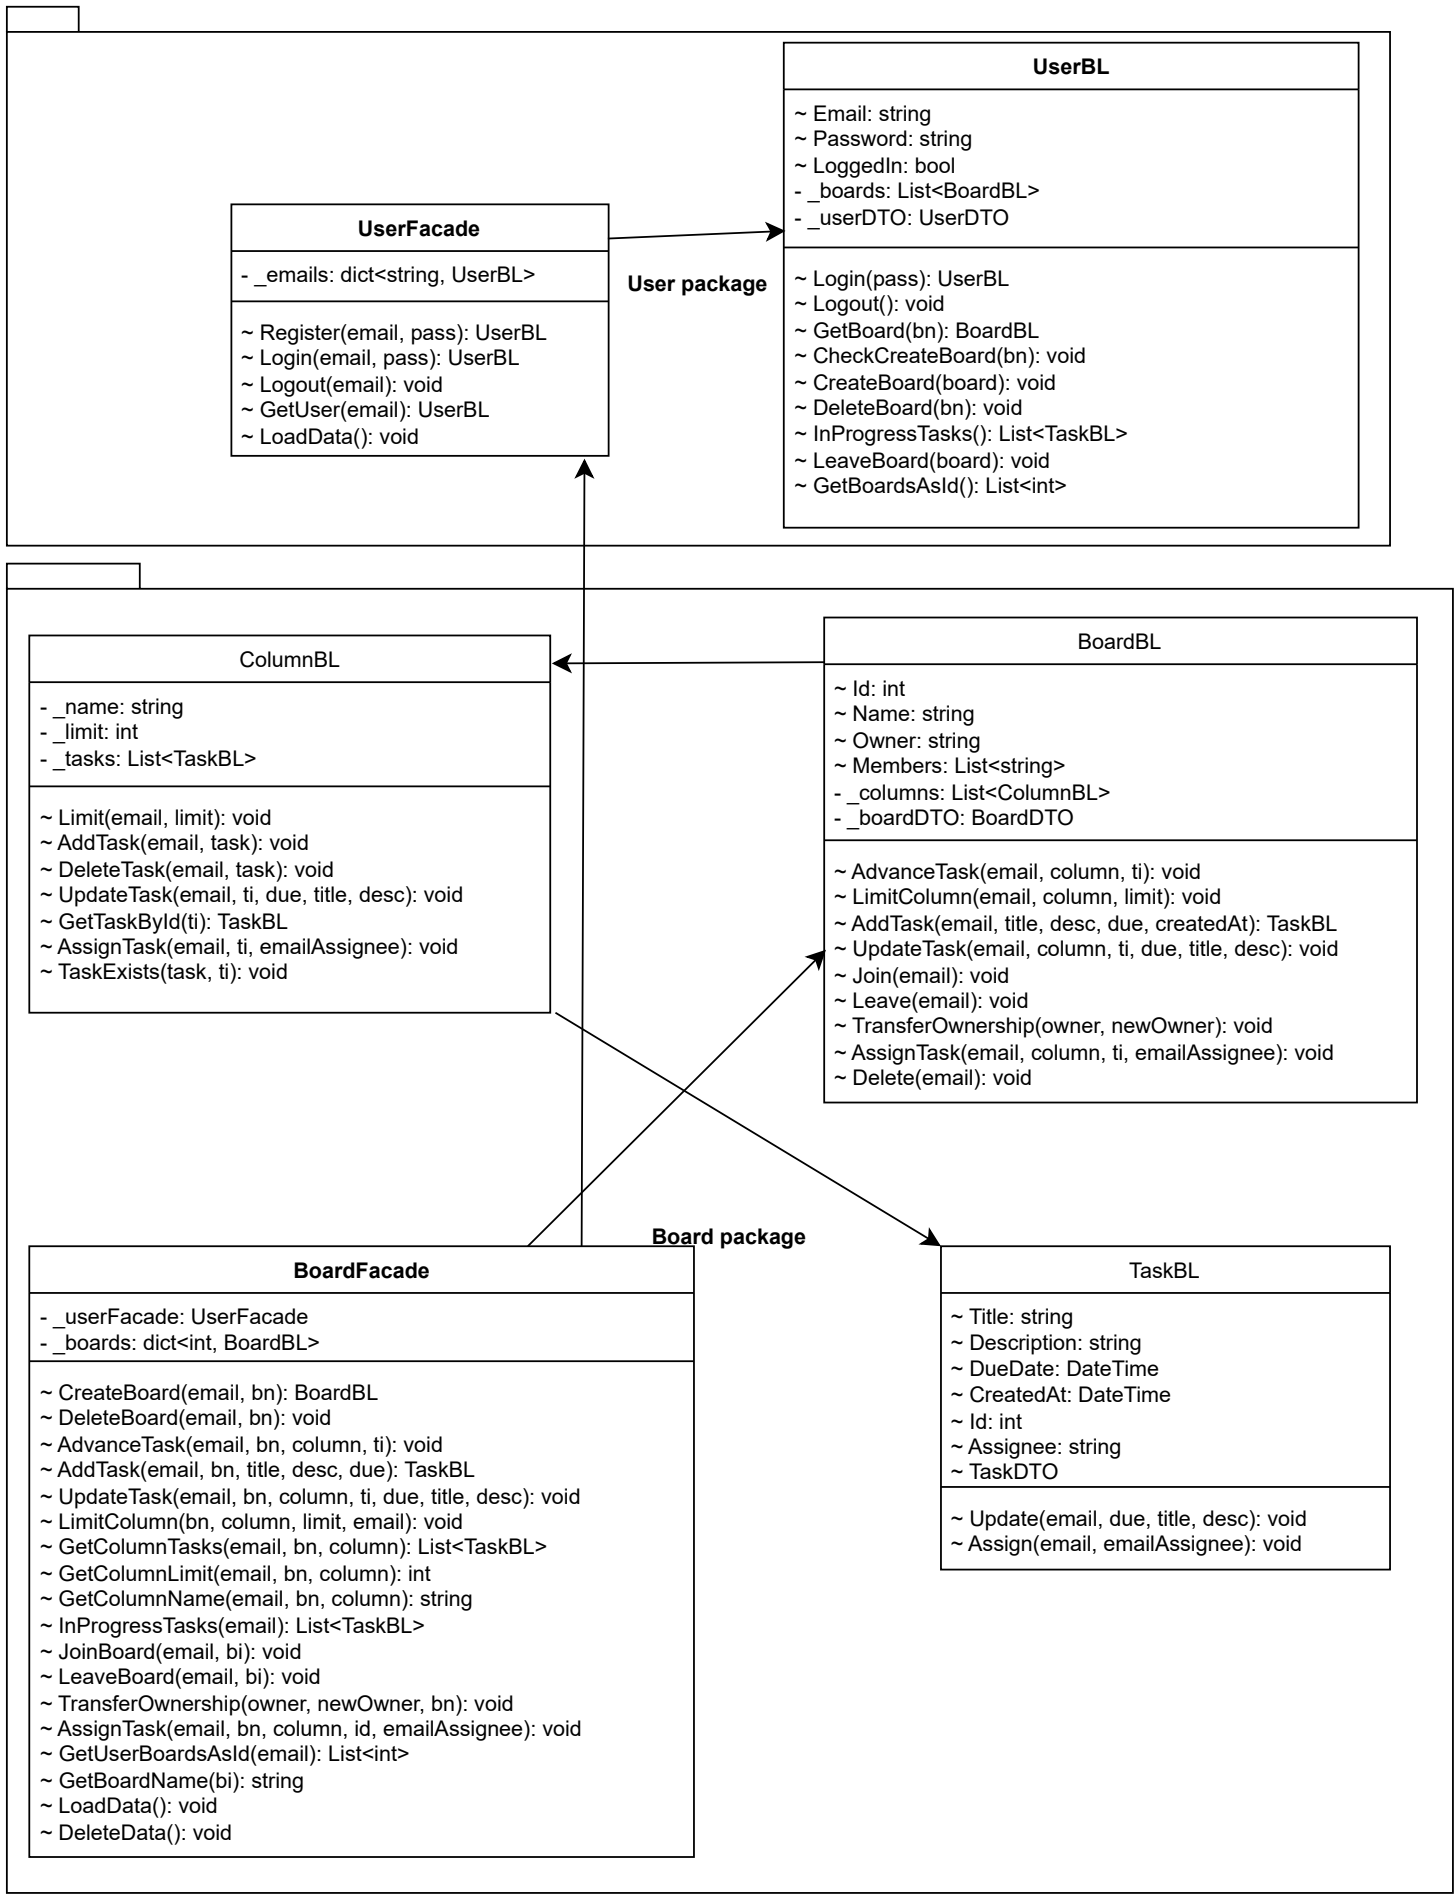 UserBL
~ Email: string
~ Password: string
~ LoggedIn: bool
- _boards: List<BoardBL>
- _userDTO: UserDTO
~ Login(pass): UserBL
~ Logout(): void
~ GetBoard(bn): BoardBL
~ CheckCreateBoard(bn): void
~ CreateBoard(board): void
~ DeleteBoard(bn): void
~ InProgressTasks(): List<TaskBL>
~ LeaveBoard(board): void
~ GetBoardsAsId(): List<int>
UserFacade
- _emails: dict<string, UserBL>
~ Register(email, pass): UserBL
~ Login(email, pass): UserBL
~ Logout(email): void
~ GetUser(email): UserBL
~ LoadData(): void
User package
ColumnBL
- _name: string
- _limit: int
- _tasks: List<TaskBL>
~ Limit(email, limit): void
~ AddTask(email, task): void
~ DeleteTask(email, task): void
~ UpdateTask(email, ti, due, title, desc): void
~ GetTaskById(ti): TaskBL
~ AssignTask(email, ti, emailAssignee): void
~ TaskExists(task, ti): void
BoardBL
~ Id: int
~ Name: string
~ Owner: string
~ Members: List<string>
- _columns: List<ColumnBL>
- _boardDTO: BoardDTO
~ AdvanceTask(email, column, ti): void
~ LimitColumn(email, column, limit): void
~ AddTask(email, title, desc, due, createdAt): TaskBL
~ UpdateTask(email, column, ti, due, title, desc): void
~ Join(email): void
~ Leave(email): void
~ TransferOwnership(owner, newOwner): void
~ AssignTask(email, column, ti, emailAssignee): void
~ Delete(email): void
Board package
BoardFacade
- _userFacade: UserFacade
- _boards: dict<int, BoardBL>
~ CreateBoard(email, bn): BoardBL
~ DeleteBoard(email, bn): void
~ AdvanceTask(email, bn, column, ti): void
~ AddTask(email, bn, title, desc, due): TaskBL
~ UpdateTask(email, bn, column, ti, due, title, desc): void
~ LimitColumn(bn, column, limit, email): void
~ GetColumnTasks(email, bn, column): List<TaskBL>
~ GetColumnLimit(email, bn, column): int
~ GetColumnName(email, bn, column): string
~ InProgressTasks(email): List<TaskBL>
~ JoinBoard(email, bi): void
~ LeaveBoard(email, bi): void
~ TransferOwnership(owner, newOwner, bn): void
~ AssignTask(email, bn, column, id, emailAssignee): void
~ GetUserBoardsAsId(email): List<int>
~ GetBoardName(bi): string
~ LoadData(): void
~ DeleteData(): void
TaskBL
~ Title: string
~ Description: string
~ DueDate: DateTime
~ CreatedAt: DateTime
~ Id: int
~ Assignee: string
~ TaskDTO
~ Update(email, due, title, desc): void
~ Assign(email, emailAssignee): void